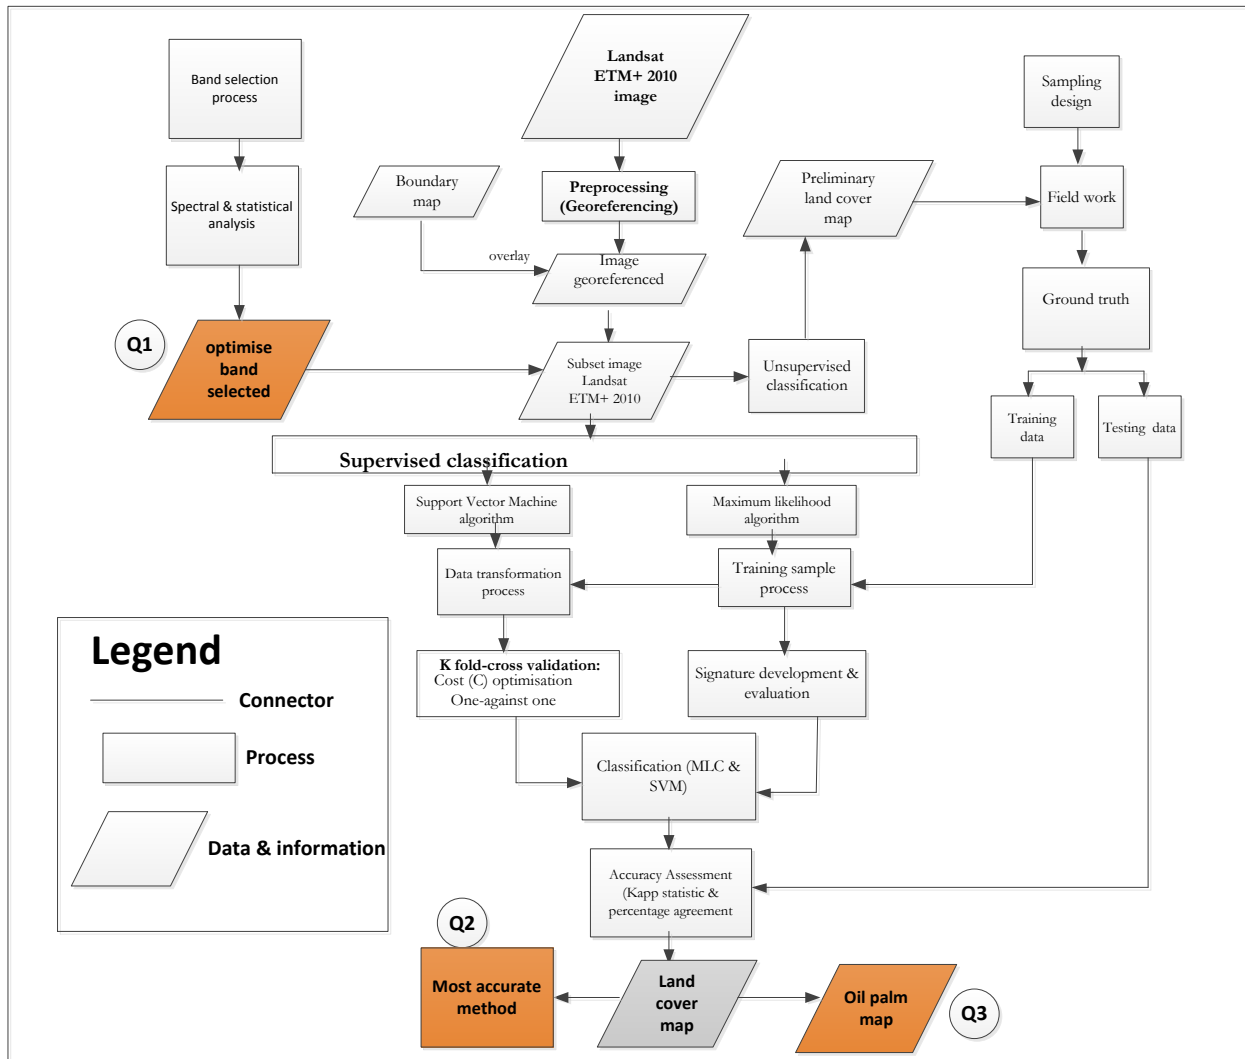 Band selection
process
Landsat
ETM+ 2010
image
Sampling
design
Spectral & statistical
analysis
Boundary
map
Preprocessing
(Georeferencing)
Preliminary
land cover
map
Field work
overlay
Image
georeferenced
Ground truth
Q1
optimise
band
selected
Subset image
Landsat
ETM+ 2010
Unsupervised
classification
Training
data
Testing data
Supervised classification
Support Vector Machine
algorithm
Maximum likelihood
algorithm
Data transformation
process
Training sample
process
K fold-cross validation:
Cost (C) optimisation
One-against one
Signature development &
evaluation
Legend
Connector
Process
Data & information
Classification (MLC &
SVM)
Accuracy Assessment
(Kapp statistic &
percentage agreement
Q2
Most accurate
method
Land
cover
map
Oil palm
map
Q3